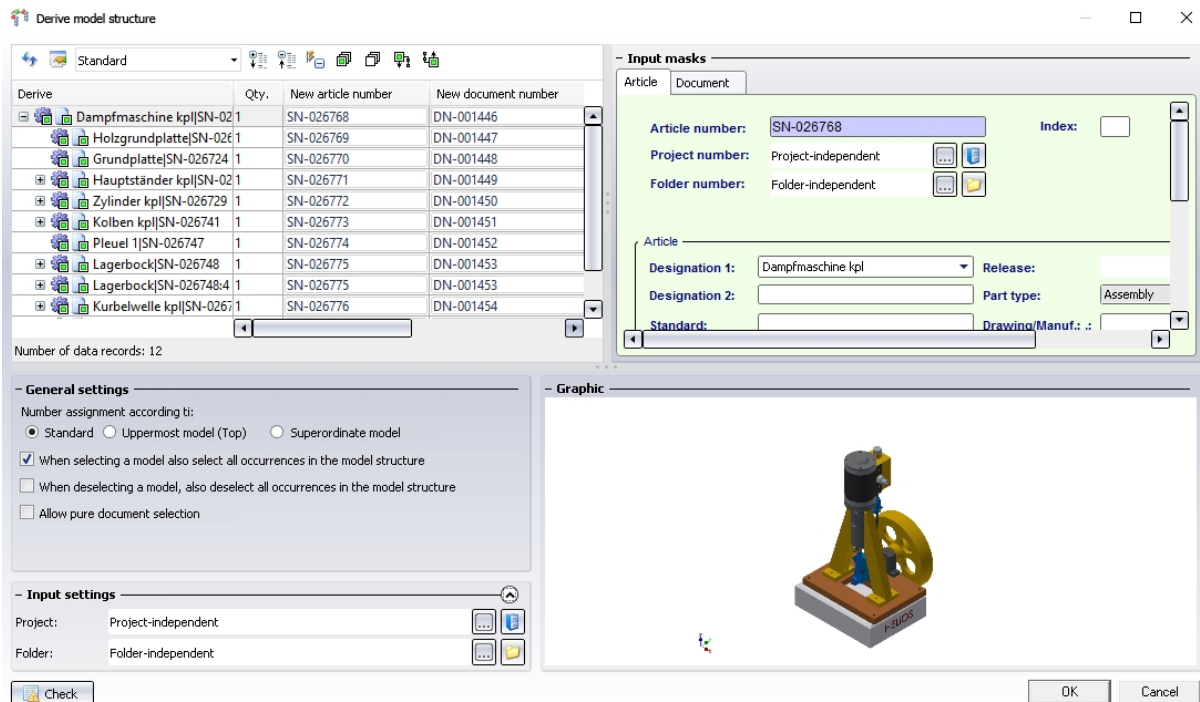 Derive model structure
Standard
Derive Qty. New article number New document number
Dampfmaschine kpl|SN-02 1 SN-026768 DN-001446
Holzgrundplatte|SN-026 1 SN-026769 DN-001447
Grundplatte|SN-026724 1 SN-026770 DN-001448
Hauptständer kpl|SN-02 1 SN-026771 DN-001449
Zylinder kpl|SN-026729 1 SN-026772 DN-001450
Kolben kpl|SN-026741 1 SN-026773 DN-001451
Pleuel 1|SN-026747 1 SN-026774 DN-001452
Lagerbock|SN-026748 1 SN-026775 DN-001453
Lagerbock|SN-026748:4 1 SN-026775 DN-001453
Kurbelwelle kpl|SN-0267 1 SN-026776 DN-001454
Number of data records: 12
Input masks
Article Document
Article number: SN-026768 Index:
Project number: Project-independent ...
Folder number: Folder-independent ...
Article
Designation 1: Dampfmaschine kpl Release:
Designation 2: Part type: Assembly
Standard: Drawing/Manuf.: .:
General settings
Number assignment according ti:
Standard Uppermost model (Top) Superordinate model
When selecting a model also select all occurrences in the model structure
When deselecting a model, also deselect all occurrences in the model structure
Allow pure document selection
Input settings
Project: Project-independent ...
Folder: Folder-independent ...
Graphic
HELiOS
Check
OK Cancel